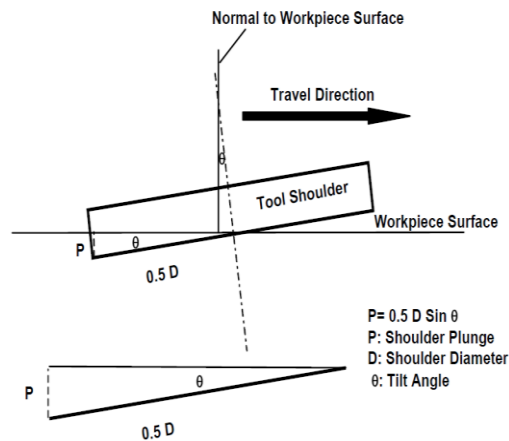 Normal to Workpiece Surface
Travel Direction
θ
Tool Shoulder
Workpiece Surface
P
θ
0.5 D
P= 0.5 D Sin θ
P: Shoulder Plunge
D: Shoulder Diameter
θ: Tilt Angle
P
θ
0.5 D